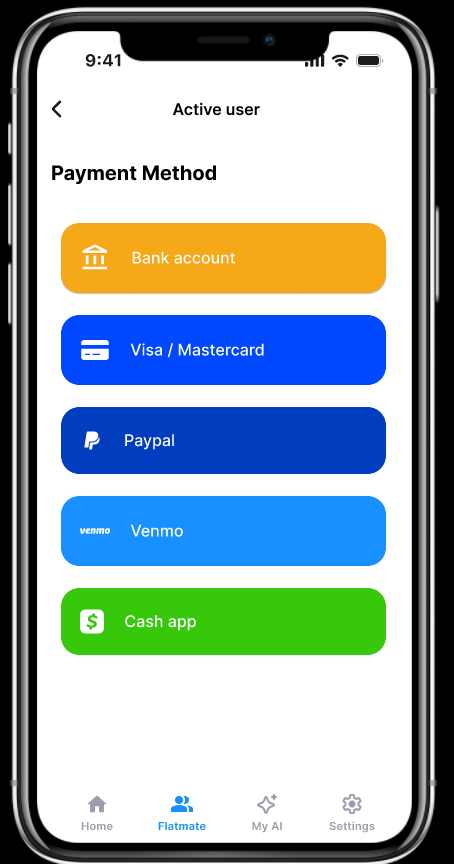 9:41
Active user
Payment Method
Bank account
Visa / Mastercard
Paypal
venmo Venmo
$ Cash app
Home Flatmate My AI Settings